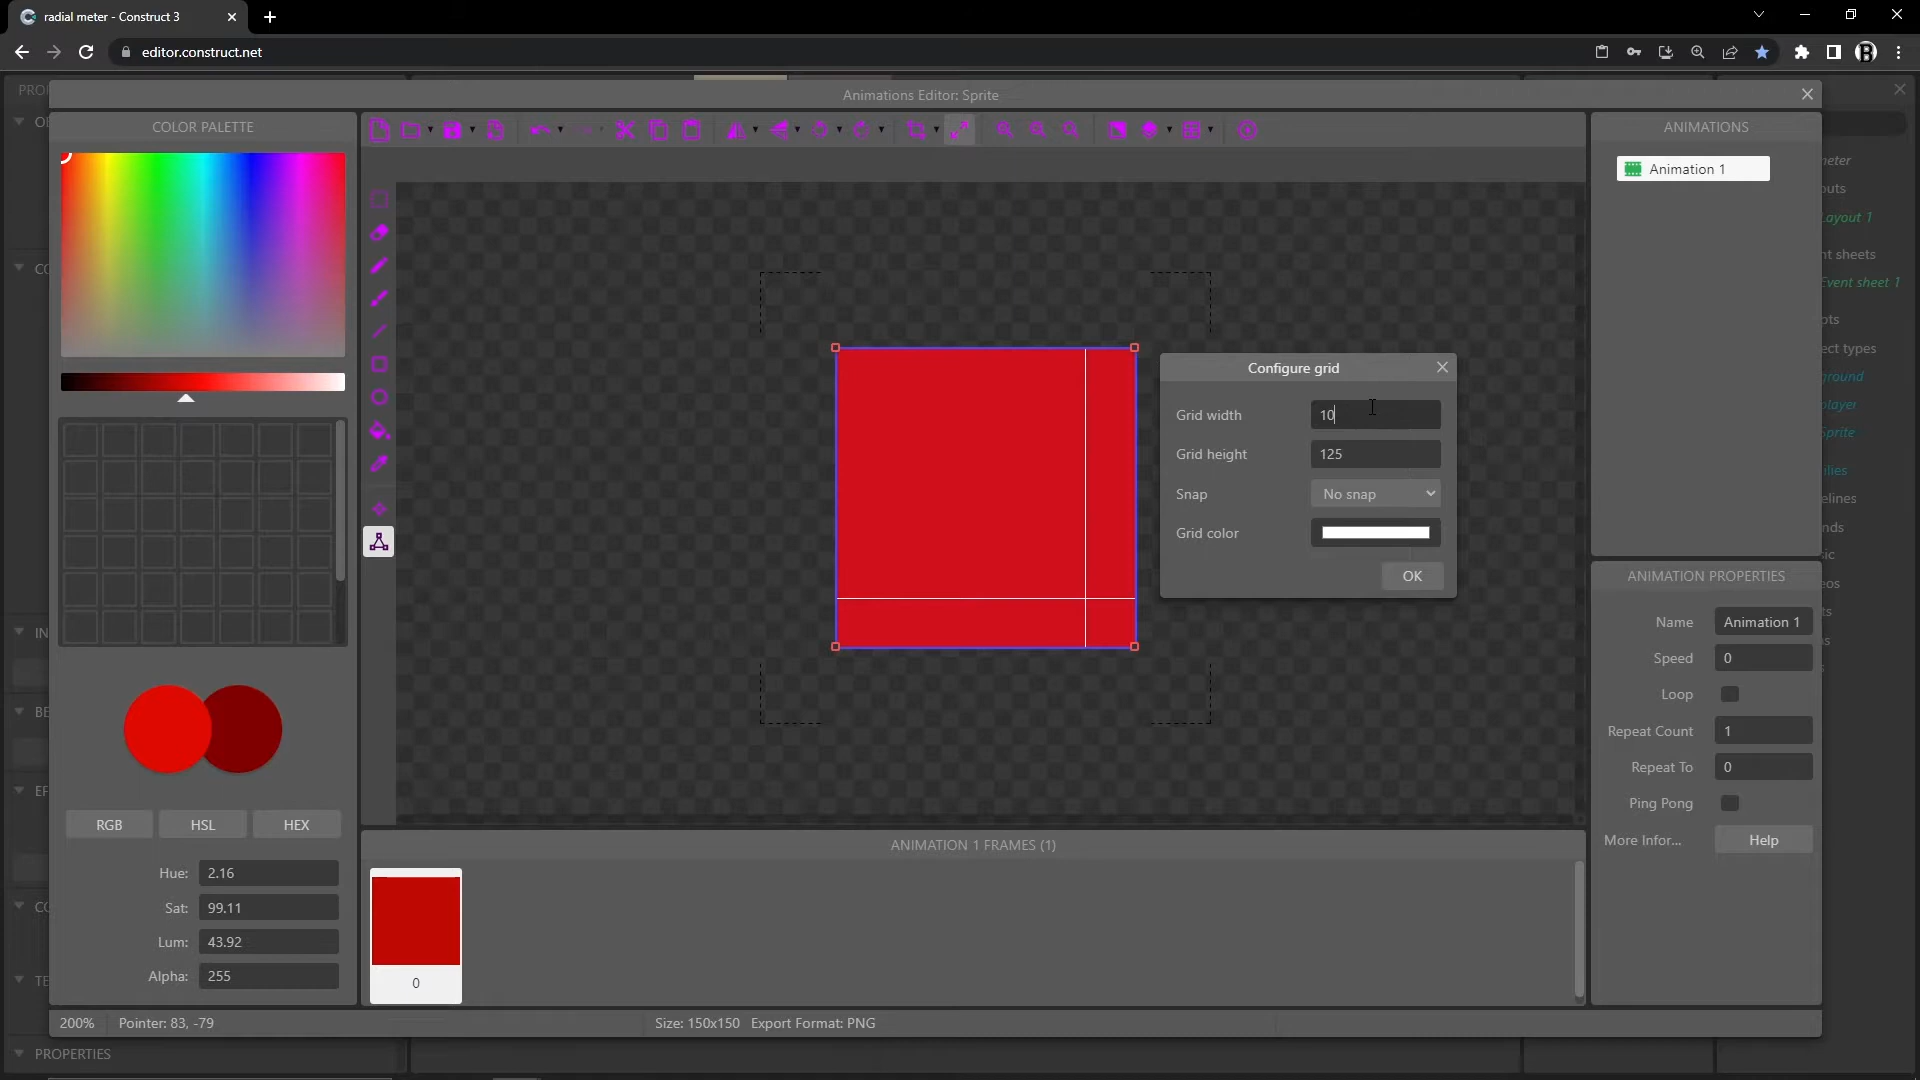 radial meter - Construct 3
editor.construct.net
Animations Editor: Sprite
COLOR PALETTE
ANIMATIONS
Animation 1
Layout 1
Event sheet 1
Sprite
Configure grid
Grid width 10
Grid height 125
Snap No snap
Grid color
OK
ANIMATION PROPERTIES
Name Animation 1
Speed 0
Loop
Repeat Count 1
Repeat To 0
Ping Pong
More Infor... Help
RGB HSL HEX
ANIMATION 1 FRAMES (1)
Hue: 2.16
Sat: 99.11
Lum: 43.92
Alpha: 255
0
200% Pointer: 83, -79 Size: 150x150 Export Format: PNG
PROPERTIES